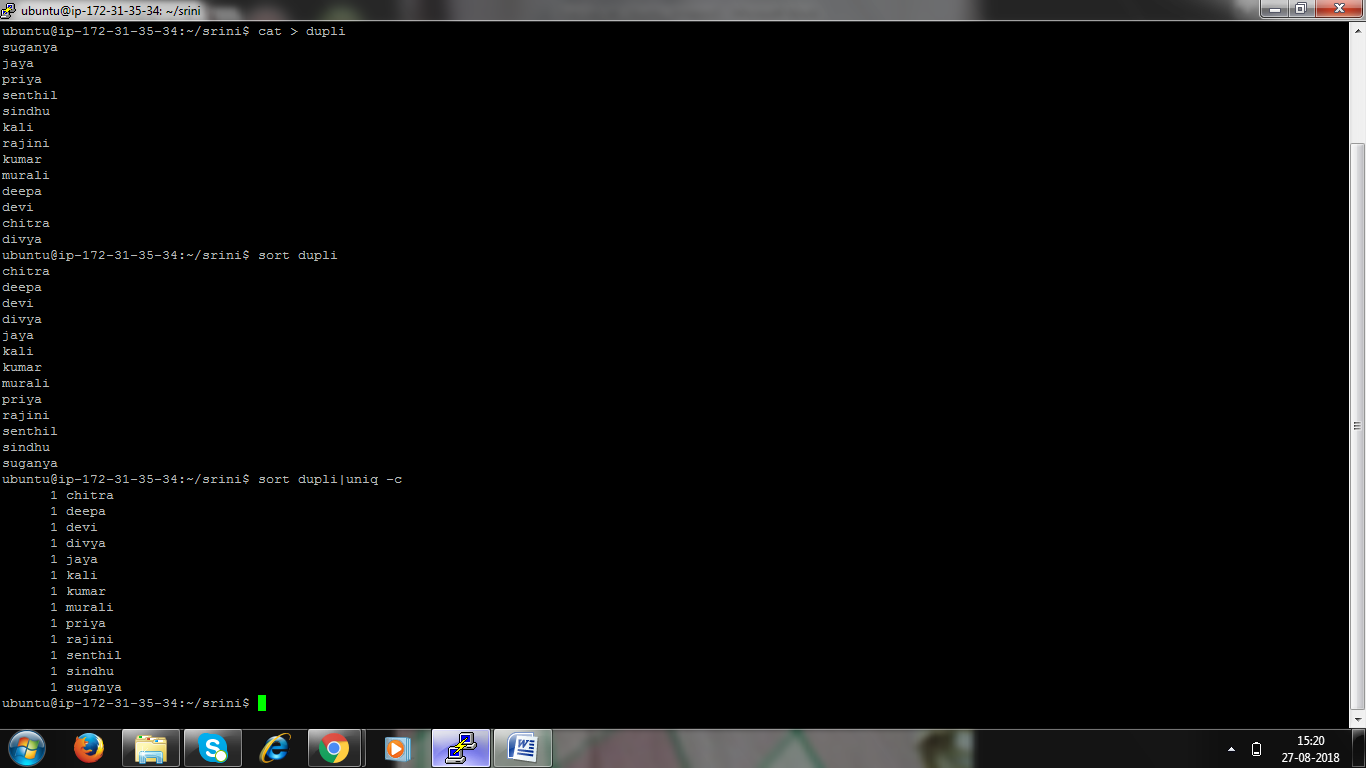 ubuntu@ip-172-31-35-34: ~/srini
ubuntu@ip-172-31-35-34:~/srini$ cat > dupli
suganya
jaya
priya
senthil
sindhu
kali
rajini
kumar
murali
deepa
devi
chitra
divya
ubuntu@ip-172-31-35-34:~/srini$ sort dupli
chitra
deepa
devi
divya
jaya
kali
kumar
murali
priya
rajini
senthil
sindhu
suganya
ubuntu@ip-172-31-35-34:~/srini$ sort dupli|uniq -c
1 chitra
1 deepa
1 devi
1 divya
1 jaya
1 kali
1 kumar
1 murali
1 priya
1 rajini
1 senthil
1 sindhu
1 suganya
ubuntu@ip-172-31-35-34:~/srini$
15:20
27-08-2018